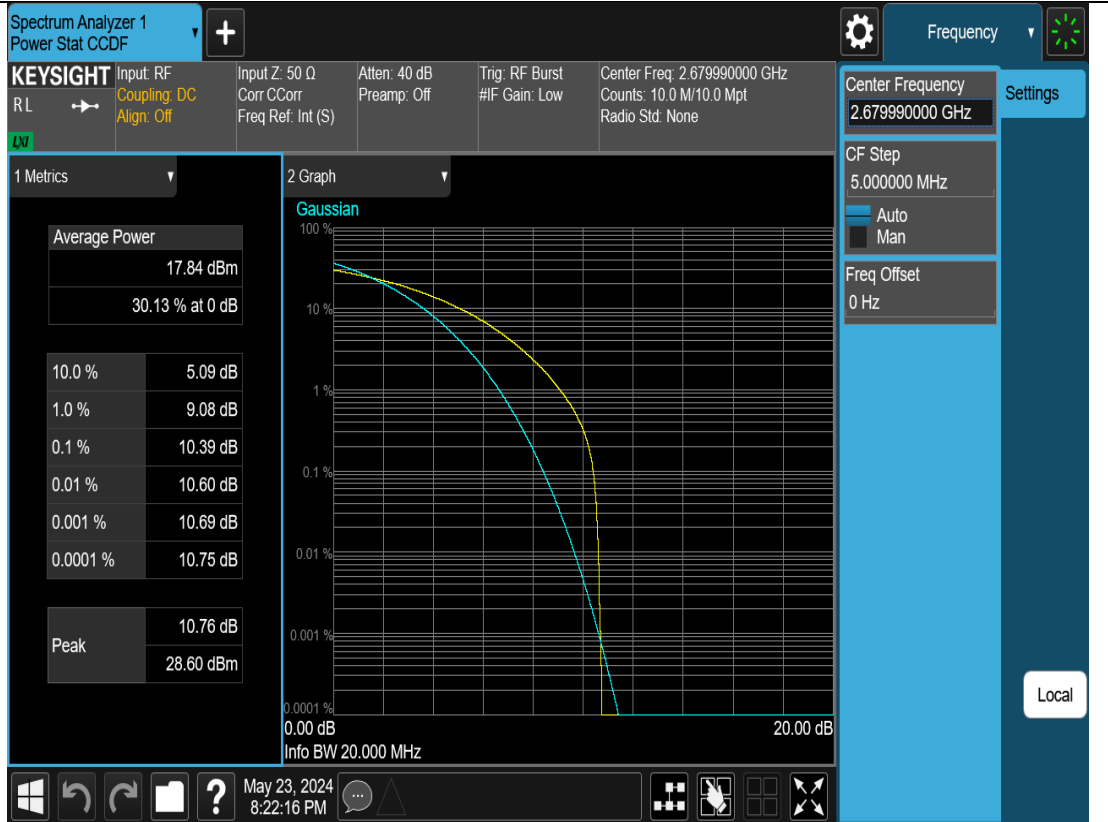 Spectrum Analyzer 1
Power Stat CCDF
+
Frequency
KEYSIGHT
RL
LXI
Input: RF
Coupling: DC
Align: Off
Input Z: 50 Ω
Corr CCorr
Freq Ref: Int (S)
Atten: 40 dB
Preamp: Off
Trig: RF Burst
#IF Gain: Low
Center Freq: 2.679990000 GHz
Counts: 10.0 M/10.0 Mpt
Radio Std: None
Center Frequency
2.679990000 GHz
Settings
CF Step
5.000000 MHz
Auto
Man
Freq Offset
0 Hz
1 Metrics
Average Power
17.84 dBm
30.13 % at 0 dB
10.0 % 5.09 dB
1.0 % 9.08 dB
0.1 % 10.39 dB
0.01 % 10.60 dB
0.001 % 10.69 dB
0.0001 % 10.75 dB
Peak
10.76 dB
28.60 dBm
2 Graph
Gaussian
100 %
10 %
1 %
0.1 %
0.01 %
0.001 %
0.0001 %
0.00 dB
20.00 dB
Info BW 20.000 MHz
Local
?
May 23, 2024
8:22:16 PM